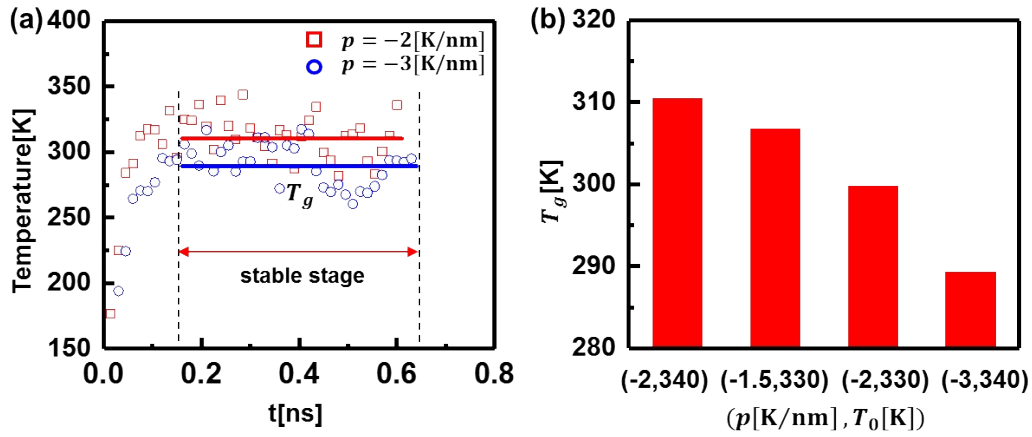 (a)
400
350
300
250
200
150
Temperature[K]
p = −2[K/nm]
p = −3[K/nm]
T_g
stable stage
0.0 0.2 0.4 0.6 0.8
t[ns]
(b)
320
310
300
290
280
T_g[K]
(-2,340) (-1.5,330) (-2,330) (-3,340)
(p[K/nm] , T_0[K])